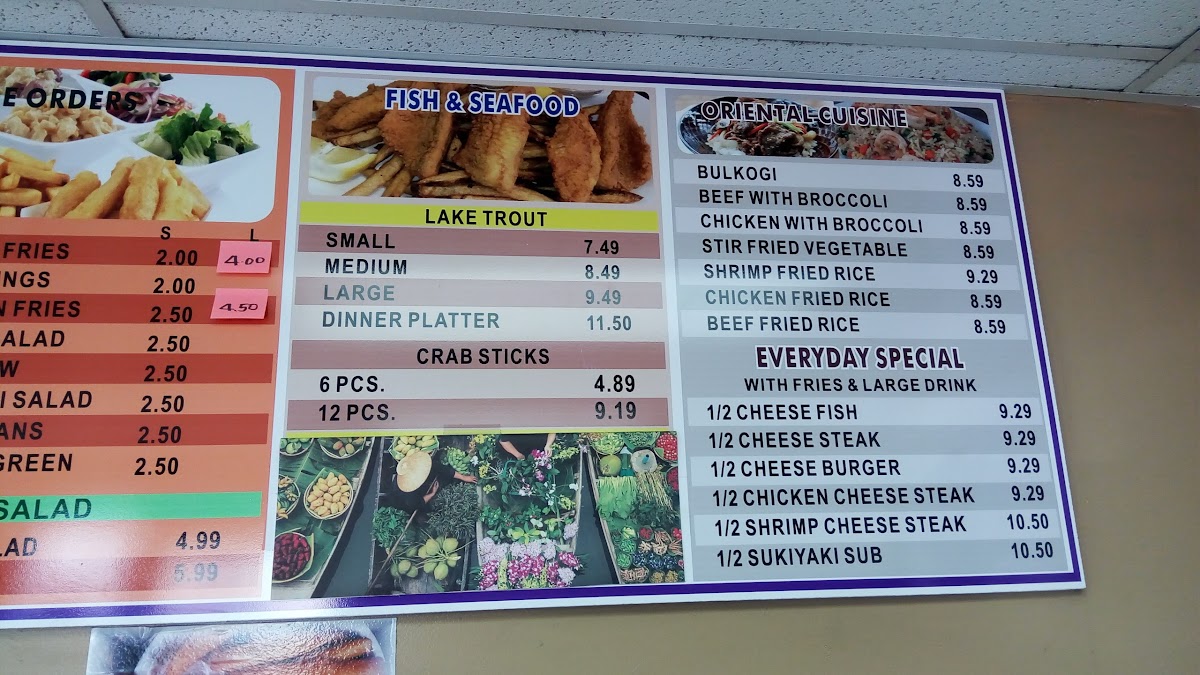 E ORDERS
S L
FRIES 2.00 4.00
NGS 2.00
N FRIES 2.50 4.50
ALAD 2.50
W 2.50
I SALAD 2.50
ANS 2.50
GREEN 2.50
SALAD
LAD 4.99
5.99
FISH & SEAFOOD
LAKE TROUT
SMALL 7.49
MEDIUM 8.49
LARGE 9.49
DINNER PLATTER 11.50
CRAB STICKS
6 PCS. 4.89
12 PCS. 9.19
ORIENTAL CUISINE
BULKOGI 8.59
BEEF WITH BROCCOLI 8.59
CHICKEN WITH BROCCOLI 8.59
STIR FRIED VEGETABLE 8.59
SHRIMP FRIED RICE 9.29
CHICKEN FRIED RICE 8.59
BEEF FRIED RICE 8.59
EVERYDAY SPECIAL
WITH FRIES & LARGE DRINK
1/2 CHEESE FISH 9.29
1/2 CHEESE STEAK 9.29
1/2 CHEESE BURGER 9.29
1/2 CHICKEN CHEESE STEAK 9.29
1/2 SHRIMP CHEESE STEAK 10.50
1/2 SUKIYAKI SUB 10.50